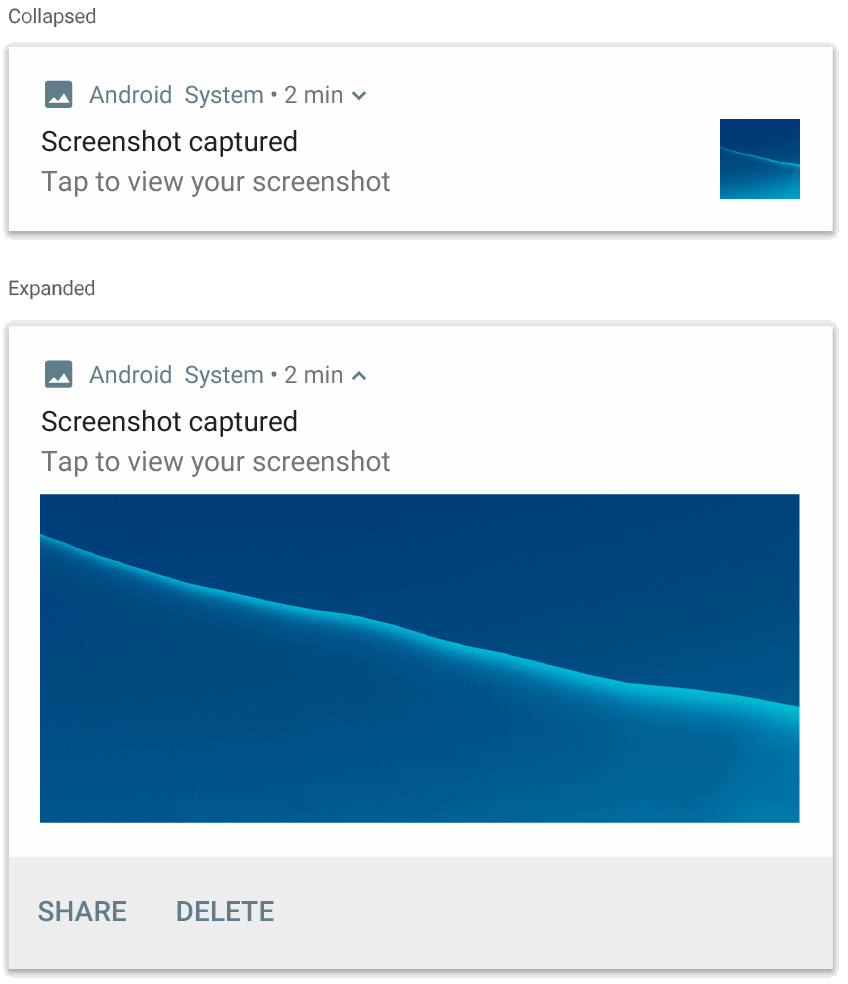 Collapsed
Android System • 2 min
Screenshot captured
Tap to view your screenshot
Expanded
Android System • 2 min
Screenshot captured
Tap to view your screenshot
SHARE DELETE